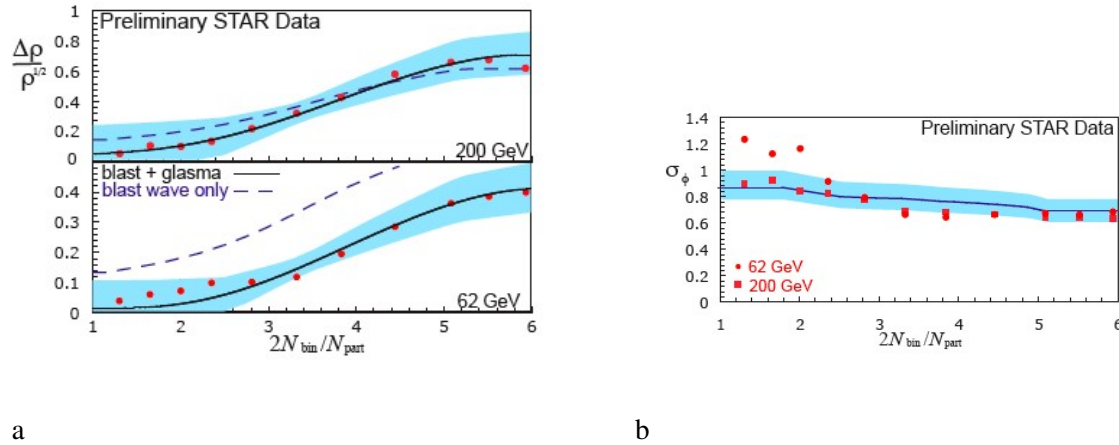 Preliminary STAR Data
Δρ
ρ^1/2
1
0.8
0.6
0.4
0.2
0
200 GeV
blast + glasma
blast wave only
0.4
0.3
0.2
0.1
0
62 GeV
1 2 3 4 5 6
2N_bin/N_part
a
Preliminary STAR Data
σ_ϕ
1.4
1.2
1
0.8
0.6
0.4
0.2
0
62 GeV
200 GeV
1 2 3 4 5 6
2N_bin/N_part
b